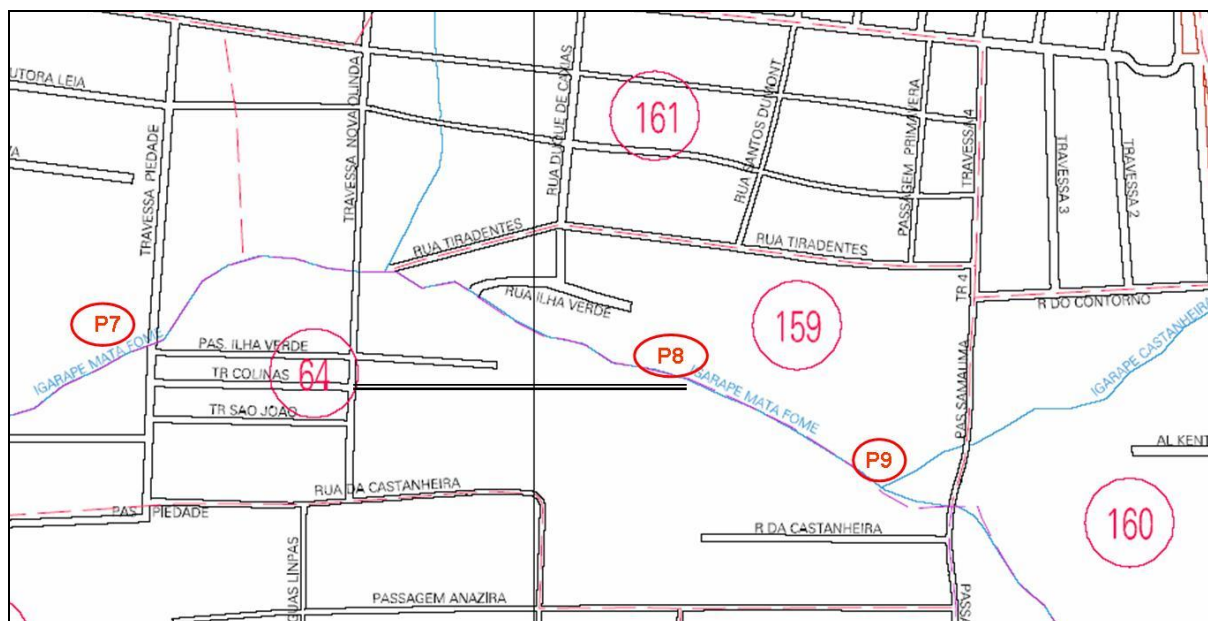 UTORA LEIA
TRAVESSA NOVA OLINDA
RUA DUQUE DE CAXIAS
161
RUA SANTOS DUMONT
PASSAGEM PRIMAVERA
TRAVESSA 4
TRAVESSA 3
TRAVESSA 2
TRAVESSA PIEDADE
RUA TIRADENTES
RUA TIRADENTES
RUA ILHA VERDE
TR 4
R DO CONTORNO
P7
IGARAPE MATA FOME
159
PAS. ILHA VERDE
P8
TR COLINAS
64
IGARAPE MATA FOME
IGARAPE CASTANHEIRA
TR SAO JOAO
PAS SAMAUMA
AL KENT
P9
RUA DA CASTANHEIRA
PAS PIEDADE
R DA CASTANHEIRA
160
GUAS LINPAS
PASSAGEM ANAZIRA